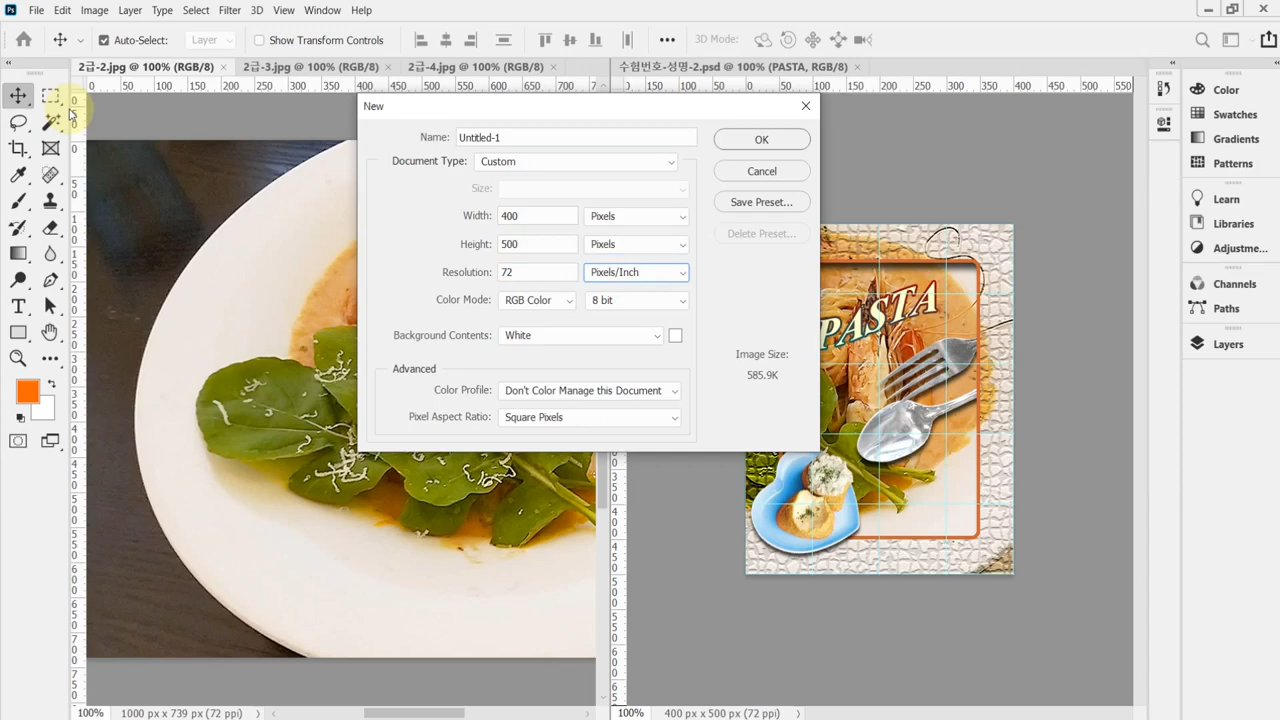 Ps File Edit Image Layer Type Select Filter 3D View Window Help
Auto-Select: Layer Show Transform Controls 3D Mode:
2급-2.jpg @ 100% (RGB/8) 2급-3.jpg @ 100% (RGB/8) 2급-4.jpg @ 100% (RGB/8) 수험번호-성명-2.psd @ 100% (PASTA, RGB/8)
New
Name: Untitled-1 OK
Document Type: Custom
Cancel
Size:
Save Preset...
Width: 400 Pixels
Delete Preset...
Height: 500 Pixels
Resolution: 72 Pixels/Inch
Color Mode: RGB Color 8 bit
Background Contents: White
Image Size:
585.9K
Advanced
Color Profile: Don't Color Manage this Document
Pixel Aspect Ratio: Square Pixels
PASTA
Color
Swatches
Gradients
Patterns
Learn
Libraries
Adjustme...
Channels
Paths
Layers
100% 1000 px x 739 px (72 ppi) 100% 400 px x 500 px (72 ppi)